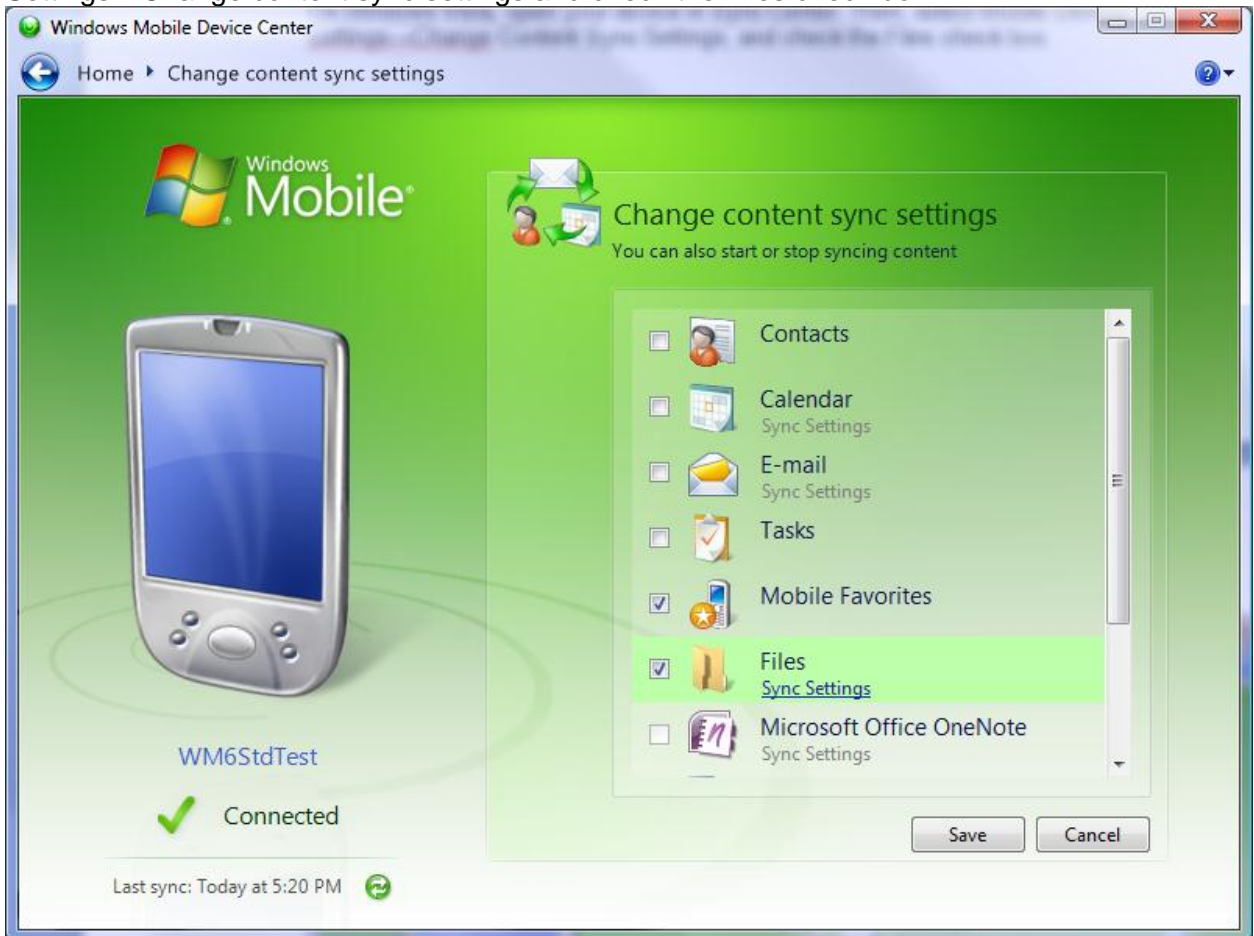 Windows Mobile Device Center
Home Change content sync settings
Windows
Mobile®
Change content sync settings
You can also start or stop syncing content
Contacts
Calendar
Sync Settings
E-mail
Sync Settings
Tasks
Mobile Favorites
Files
Sync Settings
Microsoft Office OneNote
Sync Settings
WM6StdTest
Connected
Last sync: Today at 5:20 PM
Save Cancel